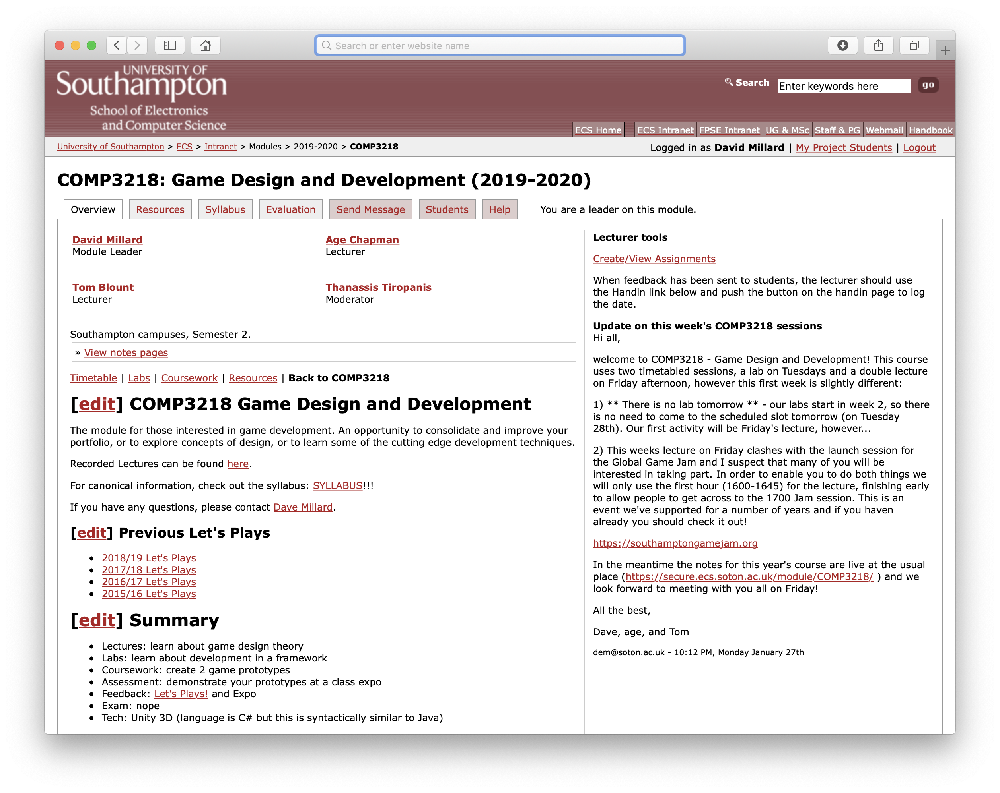 Search or enter website name
UNIVERSITY OF
Southampton
School of Electronics
and Computer Science
Search Enter keywords here go
ECS Home ECS Intranet FPSE Intranet UG & MSc Staff & PG Webmail Handbook
University of Southampton > ECS > Intranet > Modules > 2019-2020 > COMP3218
Logged in as David Millard | My Project Students | Logout
COMP3218: Game Design and Development (2019-2020)
Overview Resources Syllabus Evaluation Send Message Students Help You are a leader on this module.
David Millard
Module Leader
Age Chapman
Lecturer
Tom Blount
Lecturer
Thanassis Tiropanis
Moderator
Southampton campuses, Semester 2.
» View notes pages
Timetable | Labs | Coursework | Resources | Back to COMP3218
[edit] COMP3218 Game Design and Development
The module for those interested in game development. An opportunity to consolidate and improve your
portfolio, or to explore concepts of design, or to learn some of the cutting edge development techniques.
Recorded Lectures can be found here.
For canonical information, check out the syllabus: SYLLABUS!!!
If you have any questions, please contact Dave Millard.
[edit] Previous Let's Plays
• 2018/19 Let's Plays
• 2017/18 Let's Plays
• 2016/17 Let's Plays
• 2015/16 Let's Plays
[edit] Summary
• Lectures: learn about game design theory
• Labs: learn about development in a framework
• Coursework: create 2 game prototypes
• Assessment: demonstrate your prototypes at a class expo
• Feedback: Let's Plays! and Expo
• Exam: nope
• Tech: Unity 3D (language is C# but this is syntactically similar to Java)
Lecturer tools
Create/View Assignments
When feedback has been sent to students, the lecturer should use
the Handin link below and push the button on the handin page to log
the date.
Update on this week's COMP3218 sessions
Hi all,
welcome to COMP3218 - Game Design and Development! This course
uses two timetabled sessions, a lab on Tuesdays and a double lecture
on Friday afternoon, however this first week is slightly different:
1) ** There is no lab tomorrow ** - our labs start in week 2, so there
is no need to come to the scheduled slot tomorrow (on Tuesday
28th). Our first activity will be Friday's lecture, however...
2) This weeks lecture on Friday clashes with the launch session for
the Global Game Jam and I suspect that many of you will be
interested in taking part. In order to enable you to do both things we
will only use the first hour (1600-1645) for the lecture, finishing early
to allow people to get across to the 1700 Jam session. This is an
event we've supported for a number of years and if you haven
already you should check it out!
https://southamptongamejam.org
In the meantime the notes for this year's course are live at the usual
place (https://secure.ecs.soton.ac.uk/module/COMP3218/ ) and we
look forward to meeting with you all on Friday!
All the best,
Dave, age, and Tom
dem@soton.ac.uk - 10:12 PM, Monday January 27th